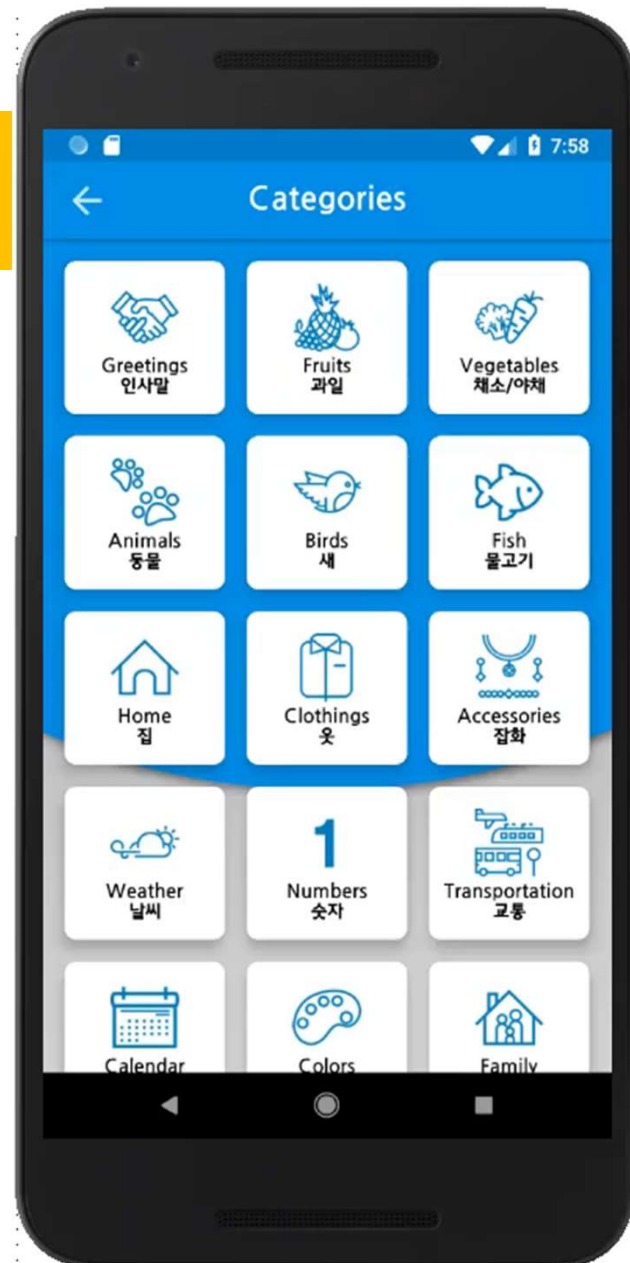 7:58
Categories
Greetings
인사말
Fruits
과일
Vegetables
채소/야채
Animals
동물
Birds
새
Fish
물고기
Home
집
Clothings
옷
Accessories
잡화
Weather
날씨
1
Numbers
숫자
Transportation
교통
Calendar
Colors
Family